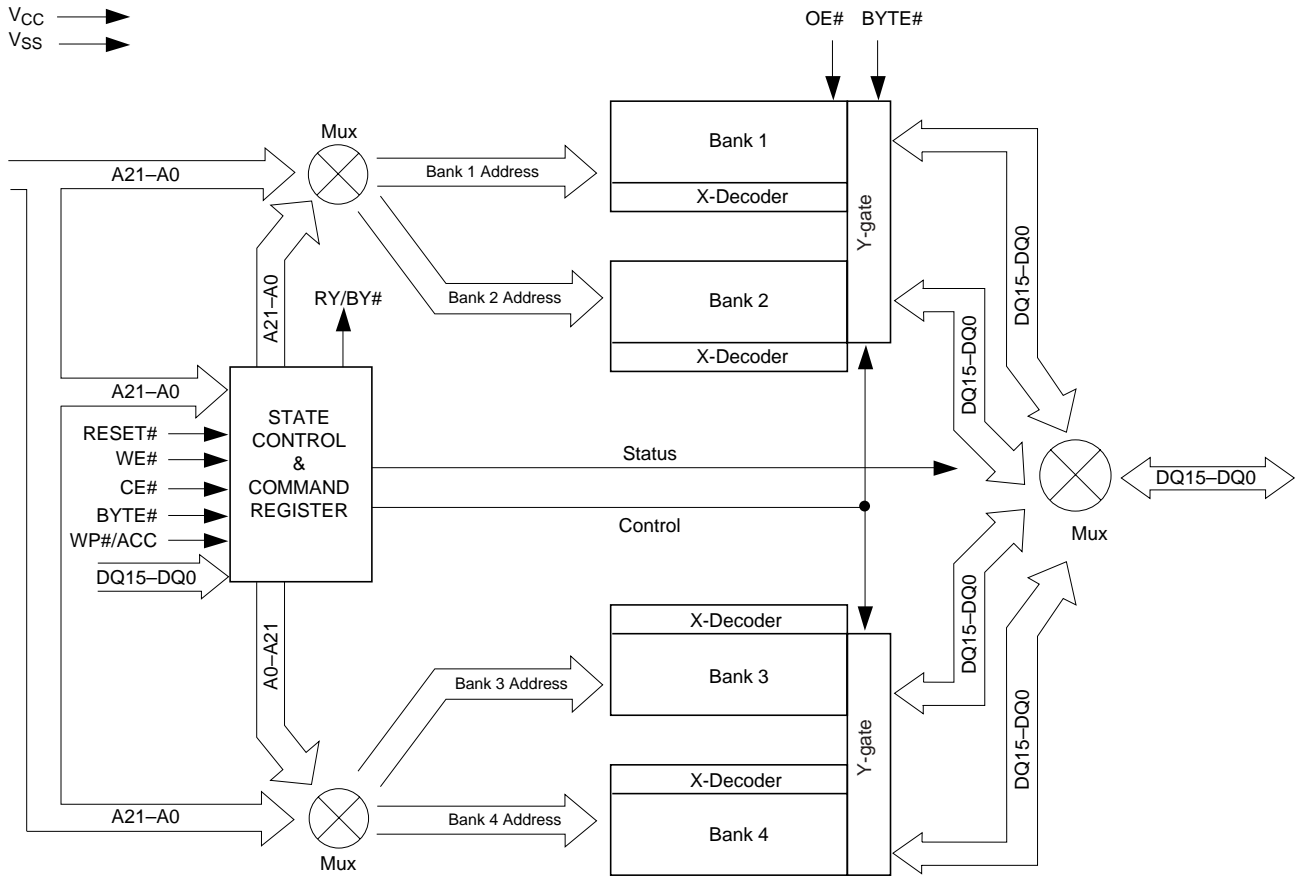 VCC
VSS
OE# BYTE#
Mux
Bank 1
A21–A0
Bank 1 Address
X-Decoder
Y-gate
DQ15–DQ0
A21–A0
RY/BY#
Bank 2 Address
Bank 2
X-Decoder
DQ15–DQ0
A21–A0
STATE
CONTROL
&
COMMAND
REGISTER
RESET#
WE#
CE#
BYTE#
WP#/ACC
DQ15–DQ0
Status
Control
DQ15–DQ0
Mux
A0–A21
X-Decoder
Bank 3 Address
Bank 3
Y-gate
DQ15–DQ0
DQ15–DQ0
X-Decoder
A21–A0
Bank 4 Address
Bank 4
Mux